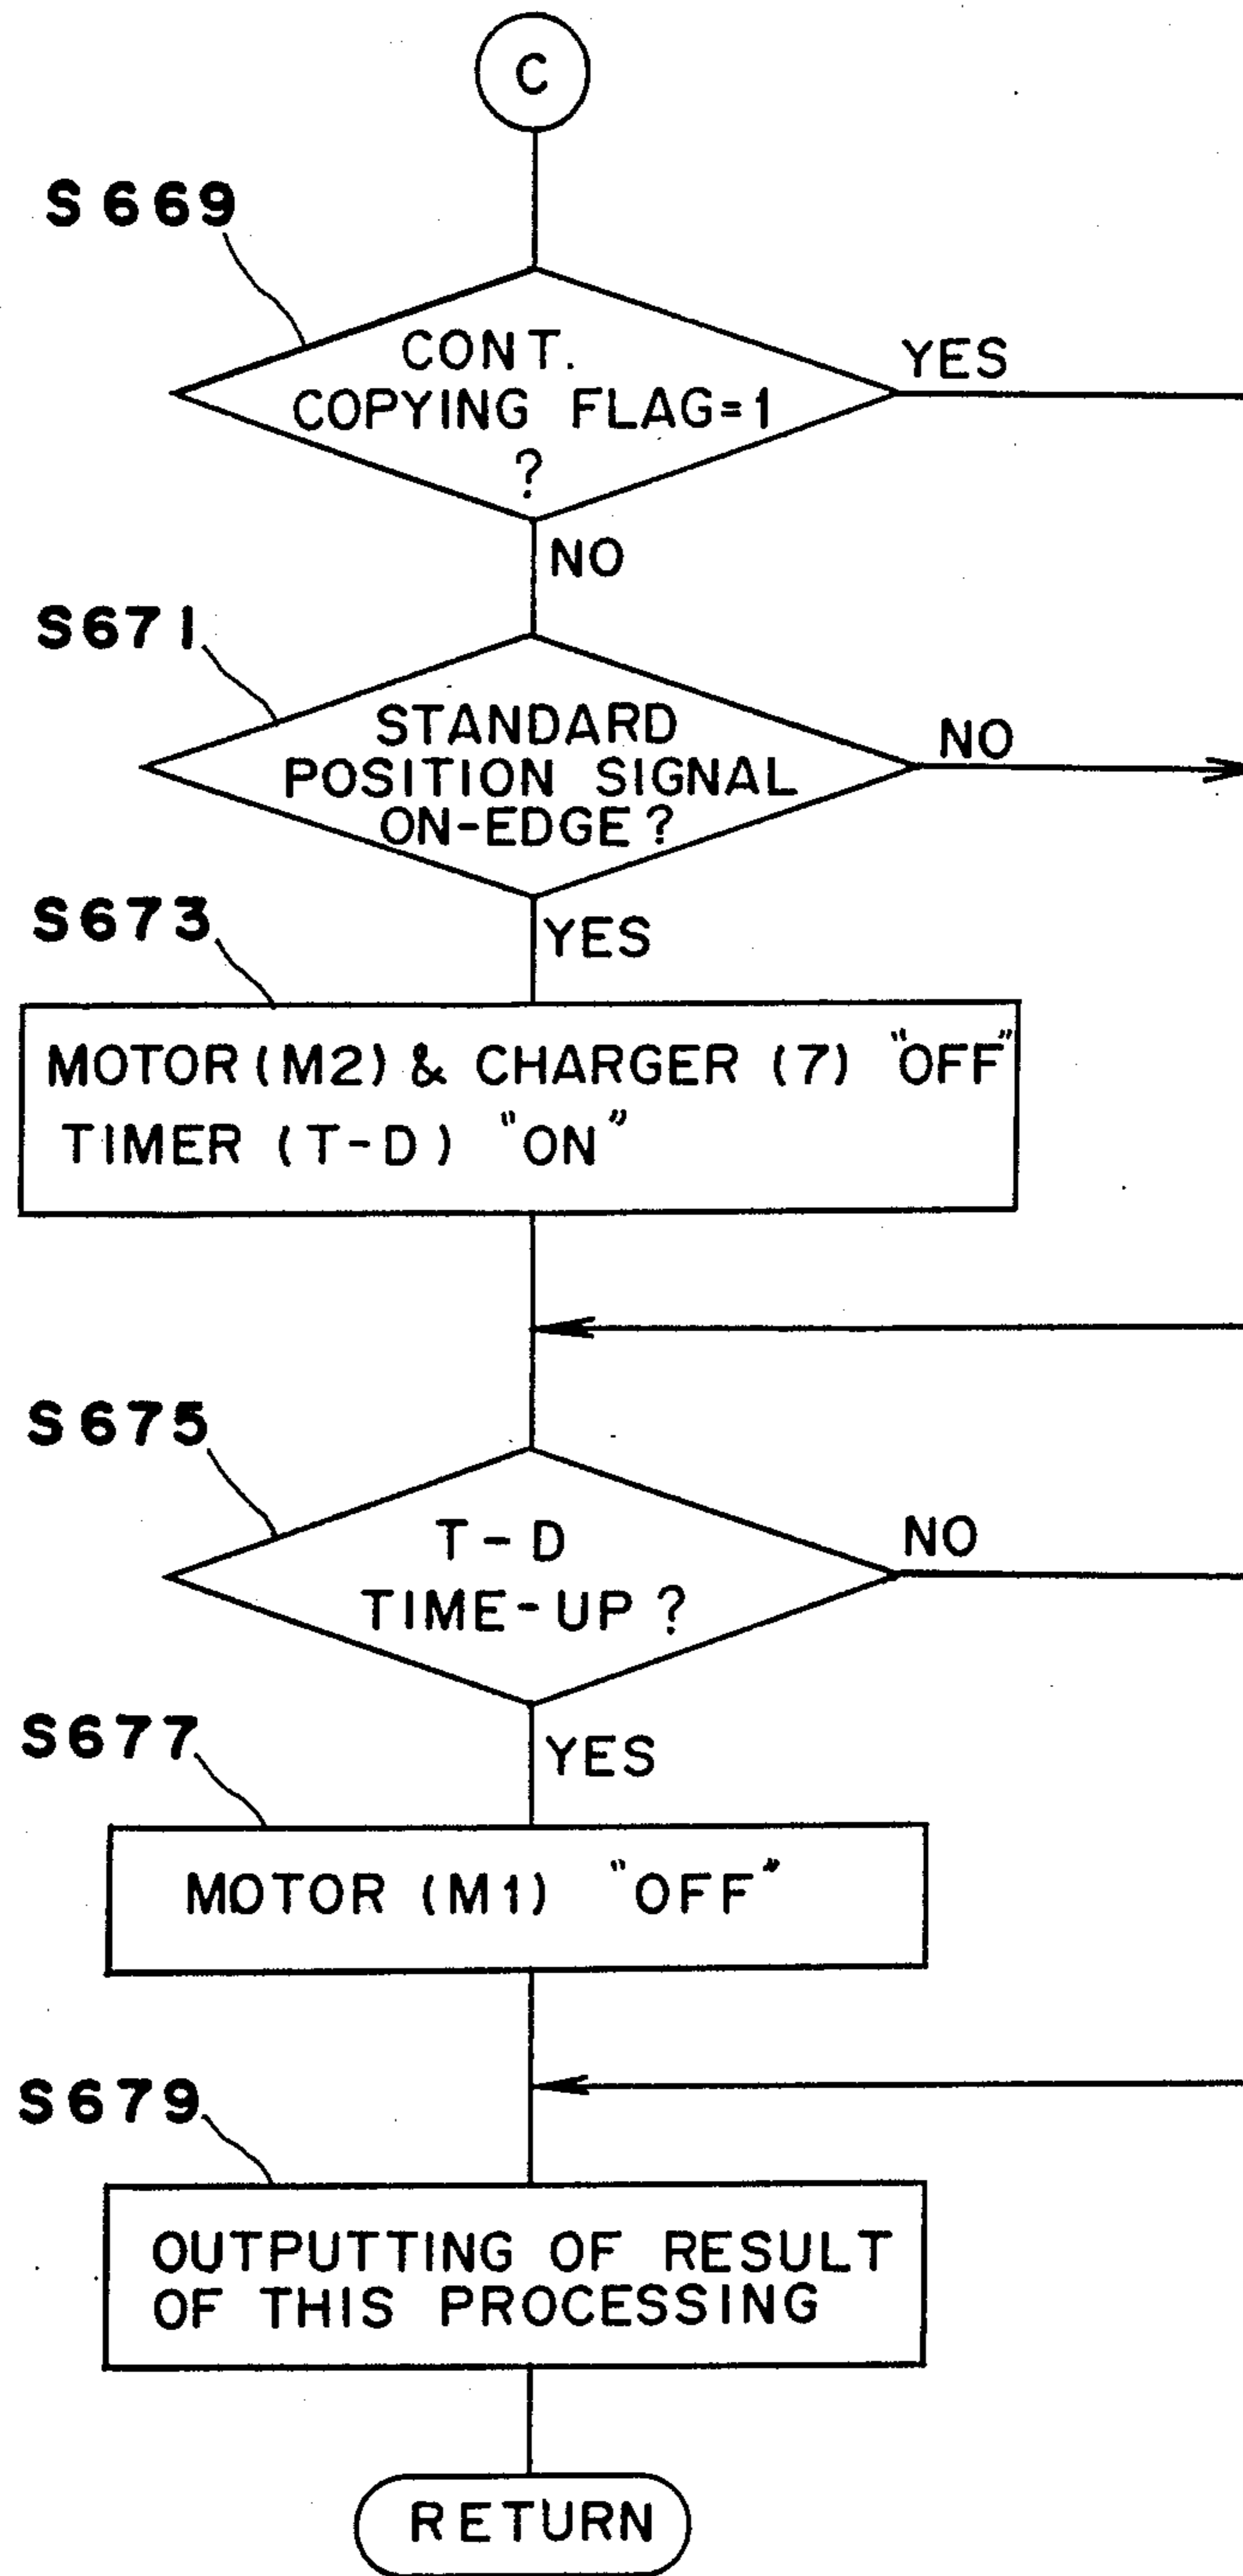 C
S669
CONT.
COPYING FLAG=1
?
YES
NO
S671
STANDARD
POSITION SIGNAL
ON-EDGE?
NO
YES
S673
MOTOR (M2) & CHARGER (7) "OFF"
TIMER (T-D) "ON"
S675
T-D
TIME-UP?
NO
YES
S677
MOTOR (M1) "OFF"
S679
OUTPUTTING OF RESULT
OF THIS PROCESSING
RETURN